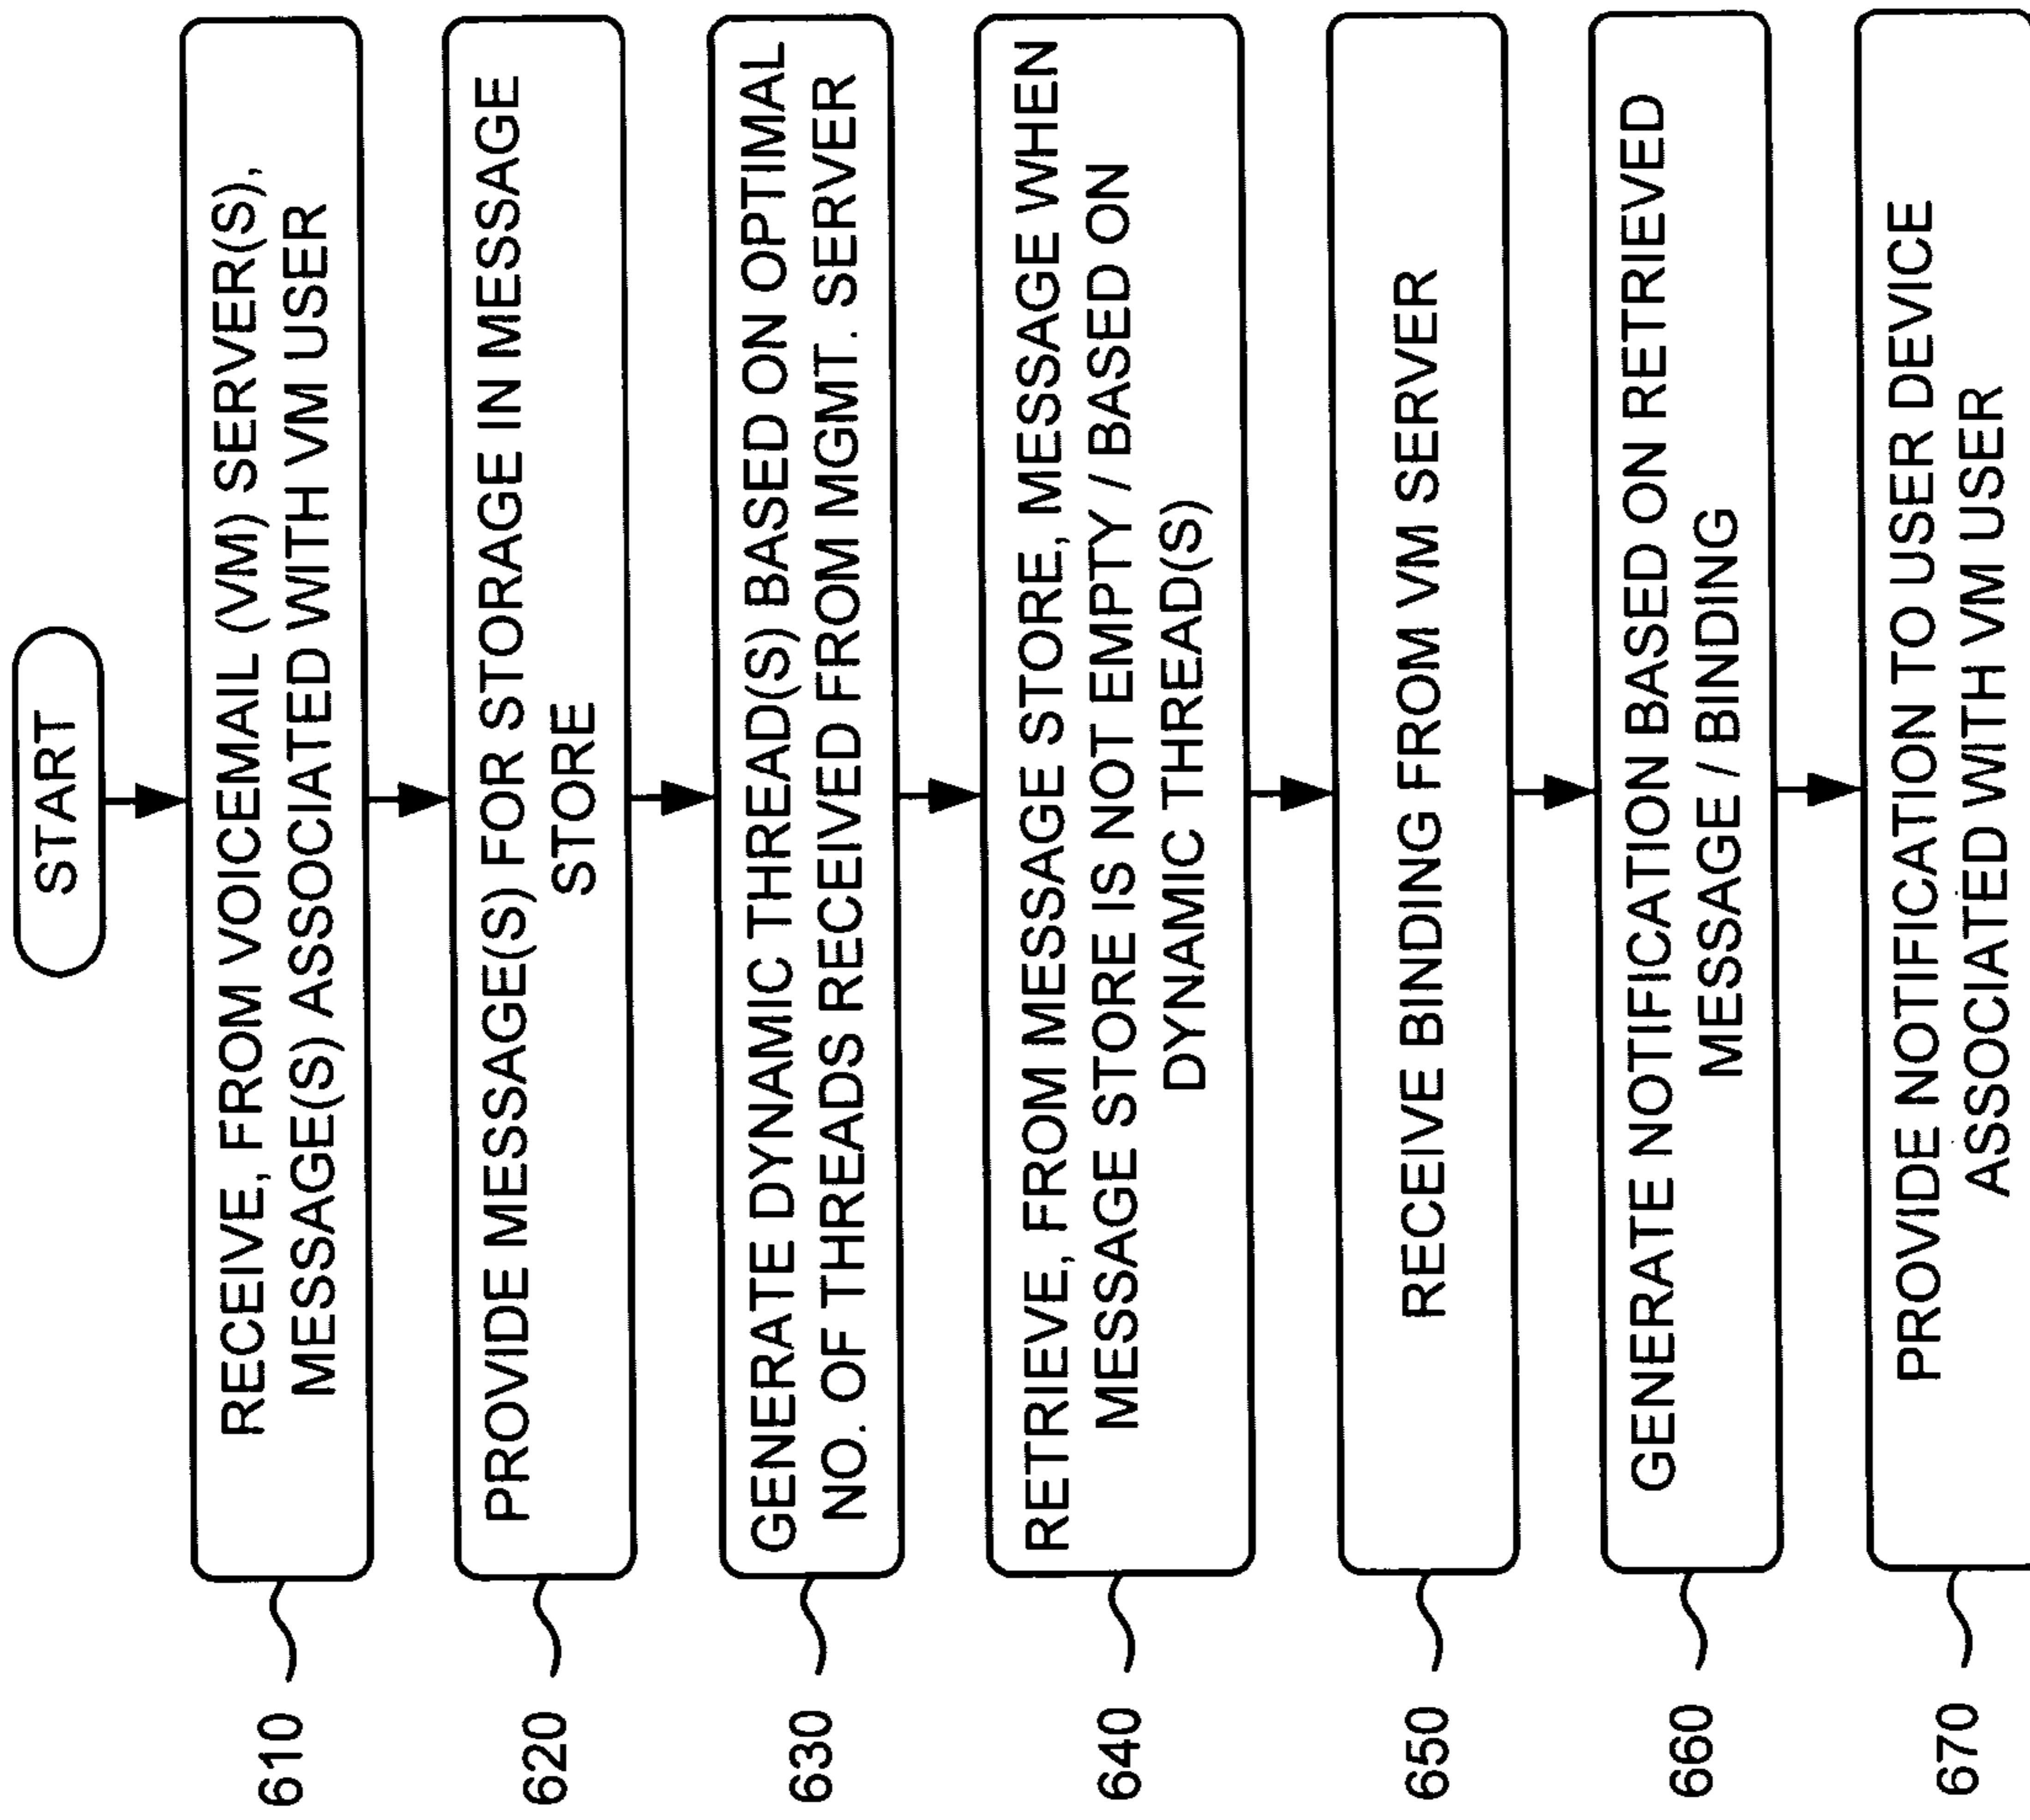 START
610
RECEIVE, FROM VOICEMAIL (VM) SERVER(S),
MESSAGE(S) ASSOCIATED WITH VM USER
620
PROVIDE MESSAGE(S) FOR STORAGE IN MESSAGE
STORE
630
GENERATE DYNAMIC THREAD(S) BASED ON OPTIMAL
NO. OF THREADS RECEIVED FROM MGMT. SERVER
640
RETRIEVE, FROM MESSAGE STORE, MESSAGE WHEN
MESSAGE STORE IS NOT EMPTY / BASED ON
DYNAMIC THREAD(S)
650
RECEIVE BINDING FROM VM SERVER
660
GENERATE NOTIFICATION BASED ON RETRIEVED
MESSAGE / BINDING
670
PROVIDE NOTIFICATION TO USER DEVICE
ASSOCIATED WITH VM USER